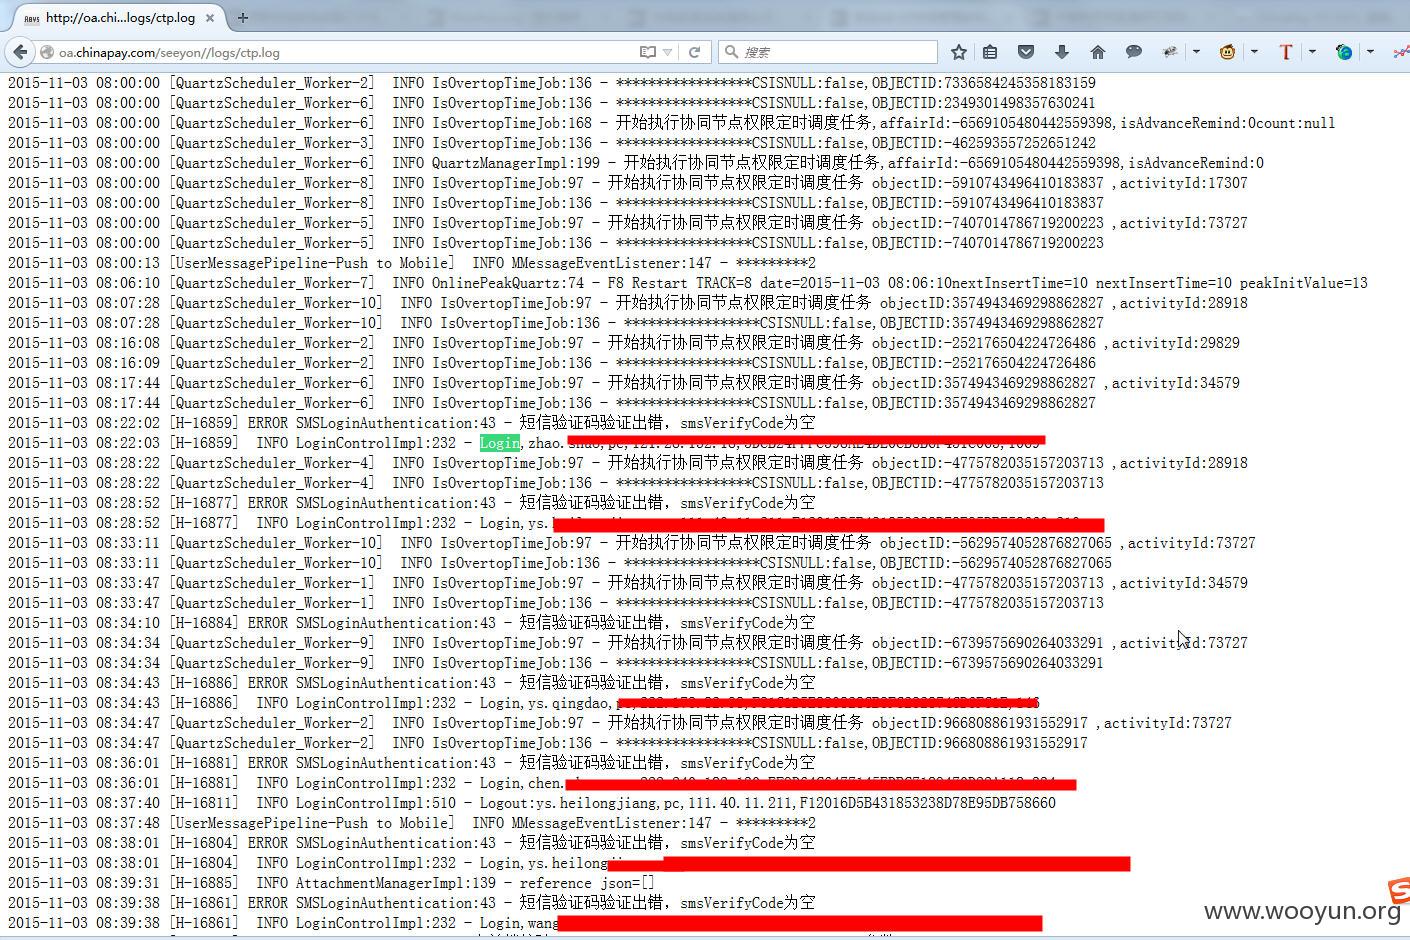 http://oa.chi...logs/ctp.log
oa.chinapay.com/seeyon//logs/ctp.log
搜索
2015-11-03 08:00:00 [QuartzScheduler_Worker-2]  INFO IsOvertopTimeJob:136 - *****************CSISNULL:false,OBJECTID:7336584245358183159
2015-11-03 08:00:00 [QuartzScheduler_Worker-6]  INFO IsOvertopTimeJob:136 - *****************CSISNULL:false,OBJECTID:2349301498357630241
2015-11-03 08:00:00 [QuartzScheduler_Worker-6]  INFO IsOvertopTimeJob:168 - 开始执行协同节点权限定时调度任务,affairId:-6569105480442559398,isAdvanceRemind:0count:null
2015-11-03 08:00:00 [QuartzScheduler_Worker-3]  INFO IsOvertopTimeJob:136 - *****************CSISNULL:false,OBJECTID:-462593557252651242
2015-11-03 08:00:00 [QuartzScheduler_Worker-6]  INFO QuartzManagerImpl:199 - 开始执行协同节点权限定时调度任务,affairId:-6569105480442559398,isAdvanceRemind:0
2015-11-03 08:00:00 [QuartzScheduler_Worker-8]  INFO IsOvertopTimeJob:97 - 开始执行协同节点权限定时调度任务 objectID:-5910743496410183837 ,activityId:17307
2015-11-03 08:00:00 [QuartzScheduler_Worker-8]  INFO IsOvertopTimeJob:136 - *****************CSISNULL:false,OBJECTID:-5910743496410183837
2015-11-03 08:00:00 [QuartzScheduler_Worker-5]  INFO IsOvertopTimeJob:97 - 开始执行协同节点权限定时调度任务 objectID:-7407014786719200223 ,activityId:73727
2015-11-03 08:00:00 [QuartzScheduler_Worker-5]  INFO IsOvertopTimeJob:136 - *****************CSISNULL:false,OBJECTID:-7407014786719200223
2015-11-03 08:00:13 [UserMessagePipeline-Push to Mobile]  INFO MMessageEventListener:147 - *********2
2015-11-03 08:06:10 [QuartzScheduler_Worker-7]  INFO OnlinePeakQuartz:74 - F8 Restart TRACK=8 date=2015-11-03 08:06:10nextInsertTime=10 nextInsertTime=10 peakInitValue=13
2015-11-03 08:07:28 [QuartzScheduler_Worker-10]  INFO IsOvertopTimeJob:97 - 开始执行协同节点权限定时调度任务 objectID:3574943469298862827 ,activityId:28918
2015-11-03 08:07:28 [QuartzScheduler_Worker-10]  INFO IsOvertopTimeJob:136 - *****************CSISNULL:false,OBJECTID:3574943469298862827
2015-11-03 08:16:08 [QuartzScheduler_Worker-2]  INFO IsOvertopTimeJob:97 - 开始执行协同节点权限定时调度任务 objectID:-252176504224726486 ,activityId:29829
2015-11-03 08:16:09 [QuartzScheduler_Worker-2]  INFO IsOvertopTimeJob:136 - *****************CSISNULL:false,OBJECTID:-252176504224726486
2015-11-03 08:17:44 [QuartzScheduler_Worker-6]  INFO IsOvertopTimeJob:97 - 开始执行协同节点权限定时调度任务 objectID:3574943469298862827 ,activityId:34579
2015-11-03 08:17:44 [QuartzScheduler_Worker-6]  INFO IsOvertopTimeJob:136 - *****************CSISNULL:false,OBJECTID:3574943469298862827
2015-11-03 08:22:02 [H-16859] ERROR SMSLoginAuthentication:43 - 短信验证码验证出错, smsVerifyCode为空
2015-11-03 08:22:03 [H-16859]  INFO LoginControlImpl:232 - Login,zhao.
2015-11-03 08:28:22 [QuartzScheduler_Worker-4]  INFO IsOvertopTimeJob:97 - 开始执行协同节点权限定时调度任务 objectID:-4775782035157203713 ,activityId:28918
2015-11-03 08:28:22 [QuartzScheduler_Worker-4]  INFO IsOvertopTimeJob:136 - *****************CSISNULL:false,OBJECTID:-4775782035157203713
2015-11-03 08:28:52 [H-16877] ERROR SMSLoginAuthentication:43 - 短信验证码验证出错, smsVerifyCode为空
2015-11-03 08:28:52 [H-16877]  INFO LoginControlImpl:232 - Login,ys.
2015-11-03 08:33:11 [QuartzScheduler_Worker-10]  INFO IsOvertopTimeJob:97 - 开始执行协同节点权限定时调度任务 objectID:-5629574052876827065 ,activityId:73727
2015-11-03 08:33:11 [QuartzScheduler_Worker-10]  INFO IsOvertopTimeJob:136 - *****************CSISNULL:false,OBJECTID:-5629574052876827065
2015-11-03 08:33:47 [QuartzScheduler_Worker-1]  INFO IsOvertopTimeJob:97 - 开始执行协同节点权限定时调度任务 objectID:-4775782035157203713 ,activityId:34579
2015-11-03 08:33:47 [QuartzScheduler_Worker-1]  INFO IsOvertopTimeJob:136 - *****************CSISNULL:false,OBJECTID:-4775782035157203713
2015-11-03 08:34:10 [H-16884] ERROR SMSLoginAuthentication:43 - 短信验证码验证出错, smsVerifyCode为空
2015-11-03 08:34:34 [QuartzScheduler_Worker-9]  INFO IsOvertopTimeJob:97 - 开始执行协同节点权限定时调度任务 objectID:-6739575690264033291 ,activityId:73727
2015-11-03 08:34:34 [QuartzScheduler_Worker-9]  INFO IsOvertopTimeJob:136 - *****************CSISNULL:false,OBJECTID:-6739575690264033291
2015-11-03 08:34:43 [H-16886] ERROR SMSLoginAuthentication:43 - 短信验证码验证出错, smsVerifyCode为空
2015-11-03 08:34:43 [H-16886]  INFO LoginControlImpl:232 - Login,ys.qingdao,
2015-11-03 08:34:47 [QuartzScheduler_Worker-2]  INFO IsOvertopTimeJob:97 - 开始执行协同节点权限定时调度任务 objectID:966808861931552917 ,activityId:73727
2015-11-03 08:34:47 [QuartzScheduler_Worker-2]  INFO IsOvertopTimeJob:136 - *****************CSISNULL:false,OBJECTID:966808861931552917
2015-11-03 08:36:01 [H-16881] ERROR SMSLoginAuthentication:43 - 短信验证码验证出错, smsVerifyCode为空
2015-11-03 08:36:01 [H-16881]  INFO LoginControlImpl:232 - Login,chen.
2015-11-03 08:37:40 [H-16811]  INFO LoginControlImpl:510 - Logout:ys.heilongjiang,pc,111.40.11.211,F12016D5B431853238D78E95DB758660
2015-11-03 08:37:48 [UserMessagePipeline-Push to Mobile]  INFO MMessageEventListener:147 - *********2
2015-11-03 08:38:01 [H-16804] ERROR SMSLoginAuthentication:43 - 短信验证码验证出错, smsVerifyCode为空
2015-11-03 08:38:01 [H-16804]  INFO LoginControlImpl:232 - Login,ys.heilong
2015-11-03 08:39:31 [H-16885]  INFO AttachmentManagerImpl:139 - reference json=[]
2015-11-03 08:39:38 [H-16861] ERROR SMSLoginAuthentication:43 - 短信验证码验证出错, smsVerifyCode为空
2015-11-03 08:39:38 [H-16861]  INFO LoginControlImpl:232 - Login,wang
www.wooyun.org